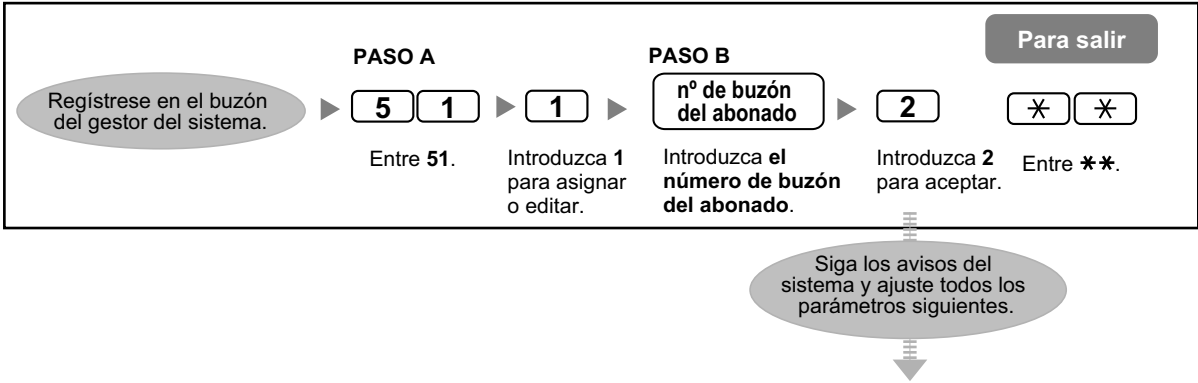 Para salir
PASO A
PASO B
Regístrese en el buzón
del gestor del sistema.
5 1
1
nº de buzón
del abonado
2
* *
Entre 51.
Introduzca 1
para asignar
o editar.
Introduzca el
número de buzón
del abonado.
Introduzca 2
para aceptar.
Entre **.
Siga los avisos del
sistema y ajuste todos los
parámetros siguientes.